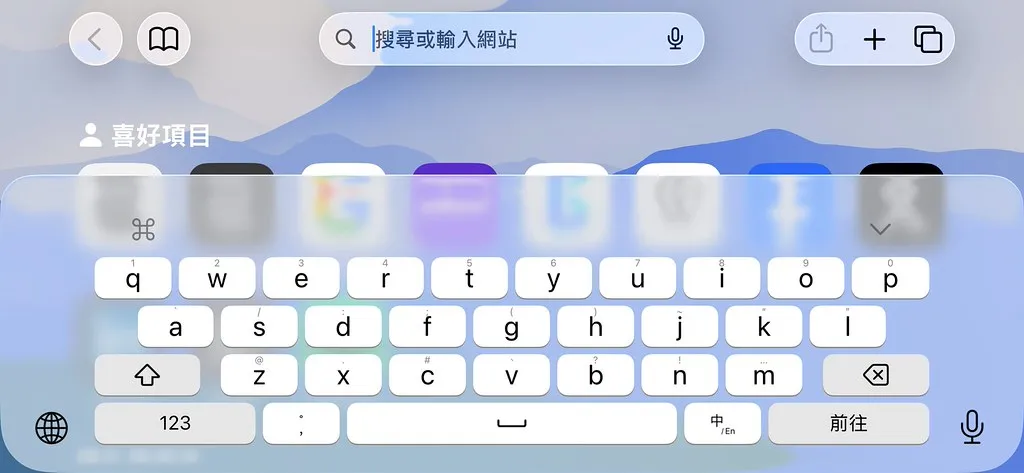 搜尋或輸入網站
喜好項目
⌘
1 2 3 4 5 6 7 8 9 0
q w e r t y u i o p
a s d f g h j k l
@ # ? ! …
z x c v b n m
123 。, 中/En 前往